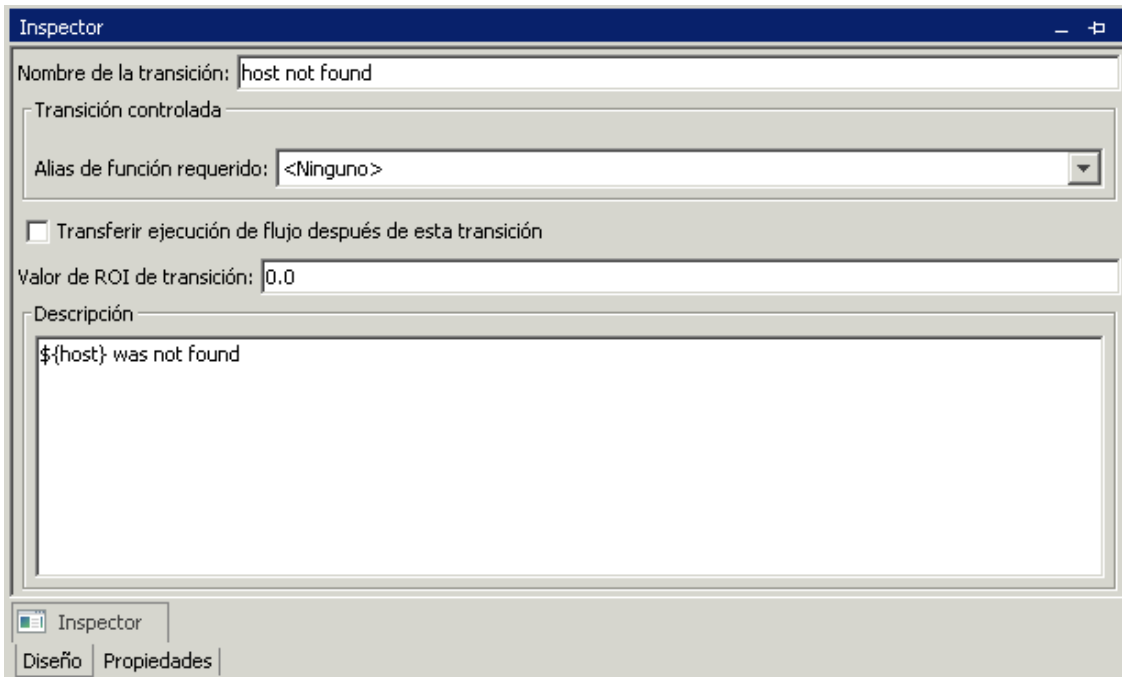 Inspector
Nombre de la transición: host not found
Transición controlada
Alias de función requerido: <Ninguno>
Transferir ejecución de flujo después de esta transición
Valor de ROI de transición: 0.0
Descripción
${host} was not found
Inspector
Diseño Propiedades